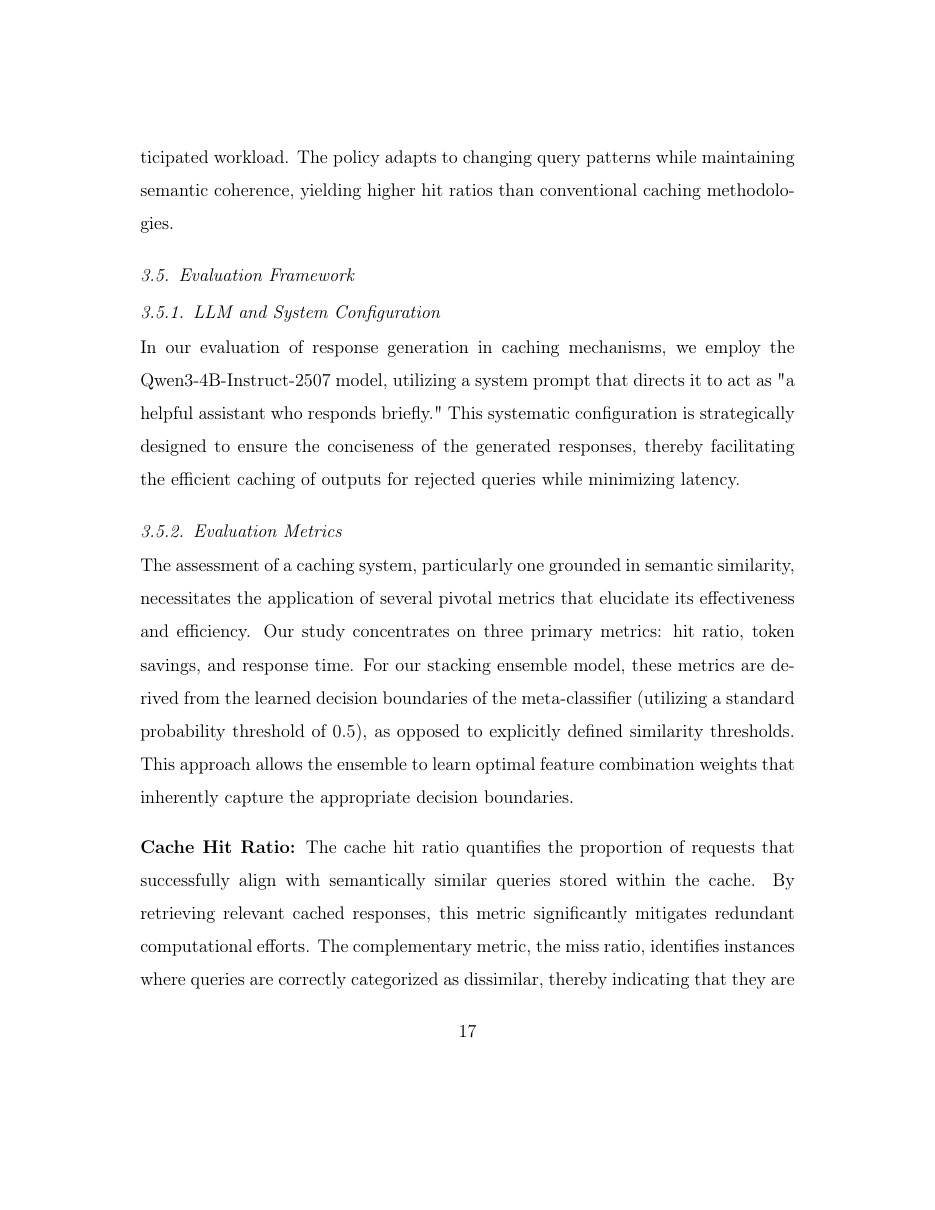 ticipated workload. The policy adapts to changing query patterns while maintaining
semantic coherence, yielding higher hit ratios than conventional caching methodolo-
gies.
3.5. Evaluation Framework
3.5.1. LLM and System Configuration
In our evaluation of response generation in caching mechanisms, we employ the
Qwen3-4B-Instruct-2507 model, utilizing a system prompt that directs it to act as "a
helpful assistant who responds briefly." This systematic configuration is strategically
designed to ensure the conciseness of the generated responses, thereby facilitating
the efficient caching of outputs for rejected queries while minimizing latency.
3.5.2. Evaluation Metrics
The assessment of a caching system, particularly one grounded in semantic similarity,
necessitates the application of several pivotal metrics that elucidate its effectiveness
and efficiency. Our study concentrates on three primary metrics: hit ratio, token
savings, and response time. For our stacking ensemble model, these metrics are de-
rived from the learned decision boundaries of the meta-classifier (utilizing a standard
probability threshold of 0.5), as opposed to explicitly defined similarity thresholds.
This approach allows the ensemble to learn optimal feature combination weights that
inherently capture the appropriate decision boundaries.
Cache Hit Ratio: The cache hit ratio quantifies the proportion of requests that
successfully align with semantically similar queries stored within the cache. By
retrieving relevant cached responses, this metric significantly mitigates redundant
computational efforts. The complementary metric, the miss ratio, identifies instances
where queries are correctly categorized as dissimilar, thereby indicating that they are
17